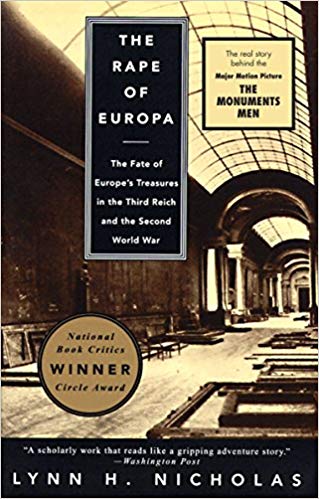 THE
RAPE OF
EUROPA
The Fate of
Europe's Treasures
in the Third Reich
and the Second
World War
The real story
behind the
Major Motion Picture
THE
MONUMENTS
MEN
National
Book Critics
WINNER
Circle Award
"A scholarly work that reads like a gripping adventure story."
—Washington Post
LYNN H. NICHOLAS